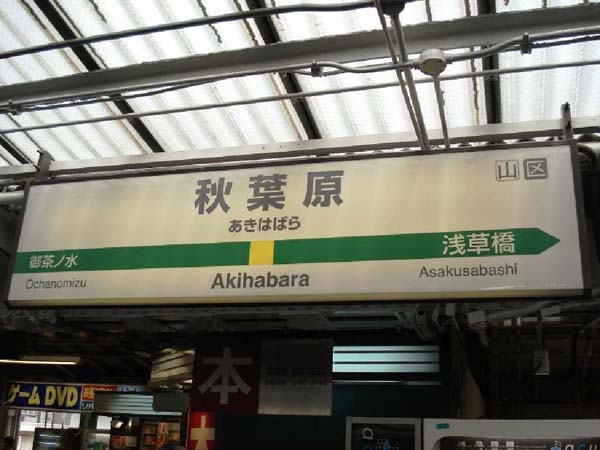 山 区
秋葉原
あきはばら
御茶ノ水
浅草橋
Ochanomizu
Akihabara
Asakusabashi
本
ゲーム DVD